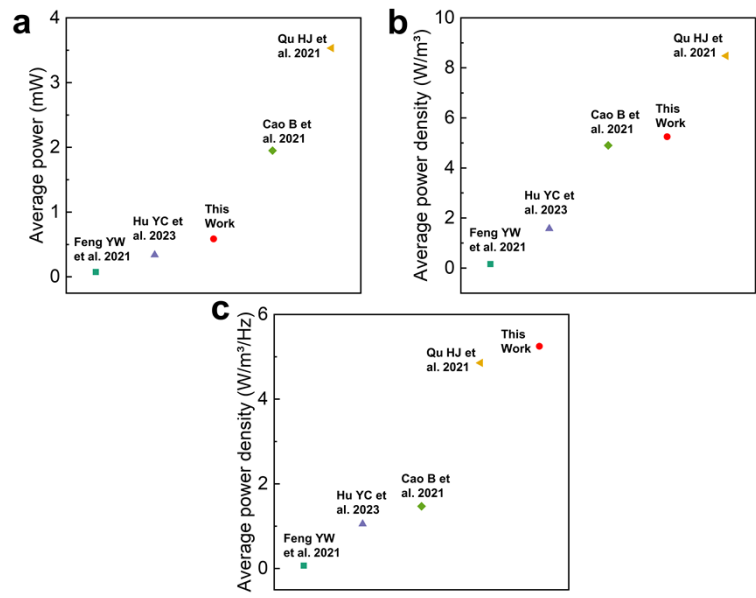 a
Average power (mW)
4
3
2
1
0
Feng YW
et al. 2021
Hu YC et
al. 2023
This
Work
Cao B et
al. 2021
Qu HJ et
al. 2021
b
Average power density (W/m³)
10
8
6
4
2
0
Feng YW
et al. 2021
Hu YC et
al. 2023
Cao B et
al. 2021
This
Work
Qu HJ et
al. 2021
c
Average power density (W/m³/Hz)
6
4
2
0
Feng YW
et al. 2021
Hu YC et
al. 2023
Cao B et
al. 2021
Qu HJ et
al. 2021
This
Work